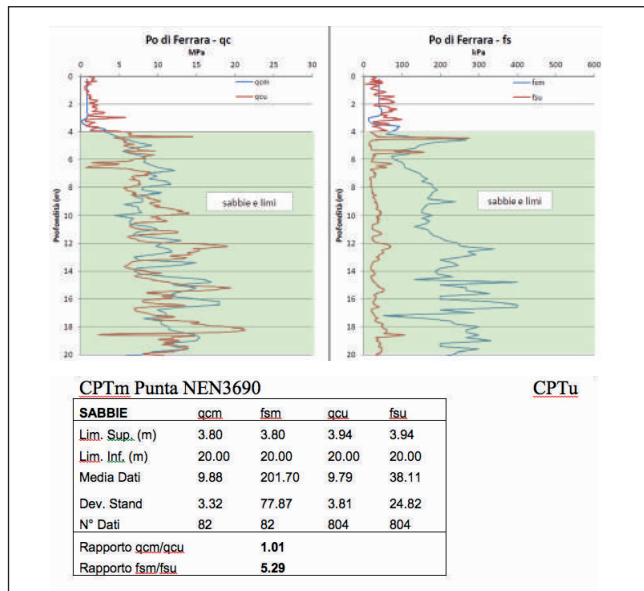 Po di Ferrara - qc
MPa
0 5 10 15 20 25 30
qcm
qcu
Profondità (m)
0
2
4
6
8
10
12
14
16
18
20
sabbie e limi
Po di Ferrara - fs
kPa
0 100 200 300 400 500 600
fsm
fsu
Profondità (m)
0
2
4
6
8
10
12
14
16
18
20
sabbie e limi
CPTm Punta NEN3690 CPTu
SABBIE qcm fsm qcu fsu
Lim. Sup. (m) 3.80 3.80 3.94 3.94
Lim. Inf. (m) 20.00 20.00 20.00 20.00
Media Dati 9.88 201.70 9.79 38.11
Dev. Stand 3.32 77.87 3.81 24.82
N° Dati 82 82 804 804
Rapporto qcm/qcu 1.01
Rapporto fsm/fsu 5.29